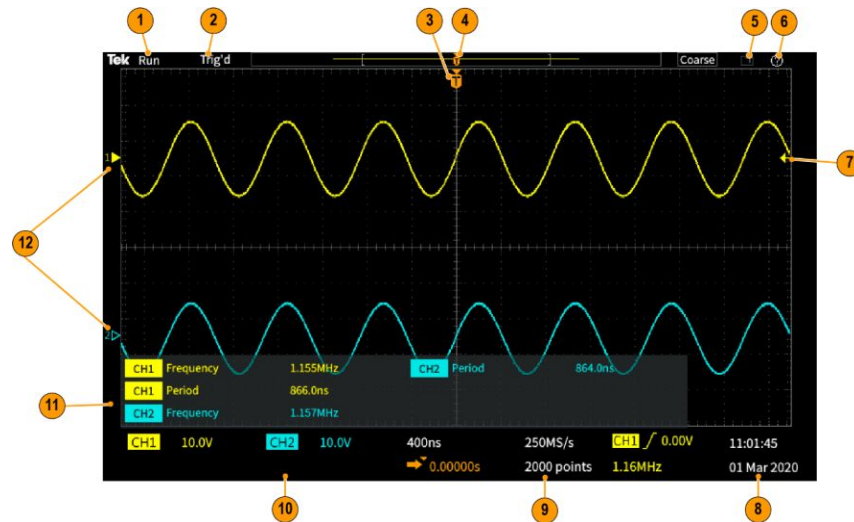 1 2 3 4 5 6
Tek Run Trig'd T Coarse ?
T
1
7
12
2
CH1 Frequency 1.155MHz CH2 Period 864.0ns
CH1 Period 866.0ns
11
CH2 Frequency 1.157MHz
CH1 10.0V CH2 10.0V 400ns 250MS/s CH1 0.00V 11:01:45
0.00000s 2000 points 1.16MHz 01 Mar 2020
10 9 8